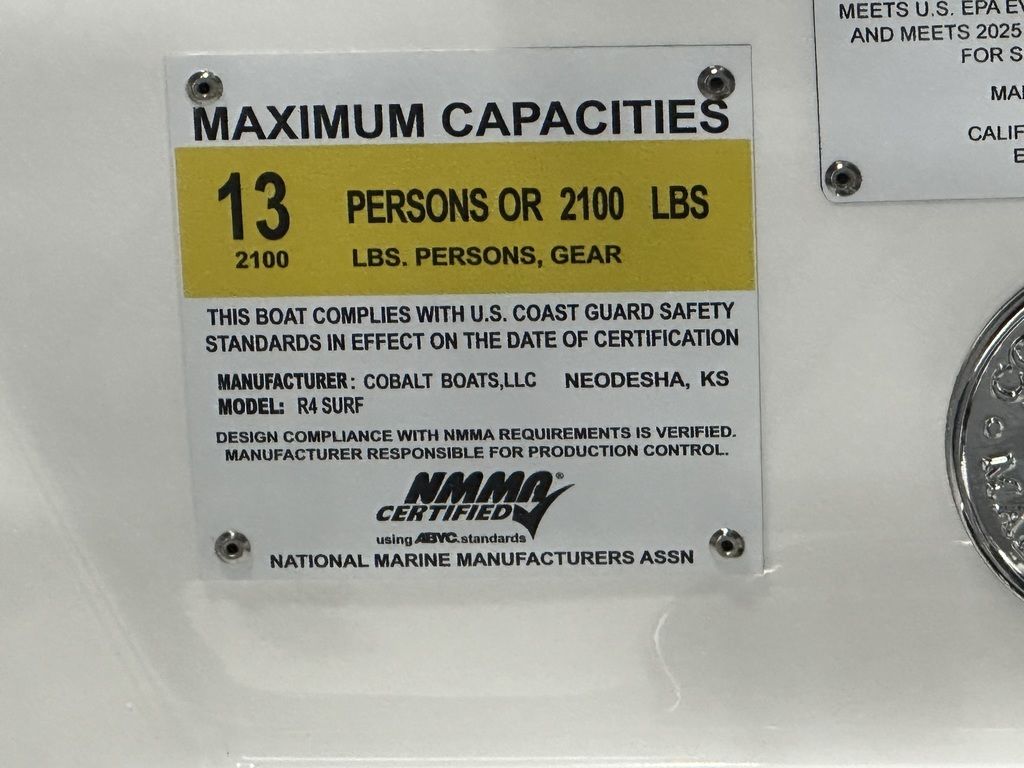 MAXIMUM CAPACITIES
13 PERSONS OR 2100 LBS
2100 LBS. PERSONS, GEAR
THIS BOAT COMPLIES WITH U.S. COAST GUARD SAFETY
STANDARDS IN EFFECT ON THE DATE OF CERTIFICATION
MANUFACTURER: COBALT BOATS,LLC NEODESHA, KS
MODEL: R4 SURF
DESIGN COMPLIANCE WITH NMMA REQUIREMENTS IS VERIFIED.
MANUFACTURER RESPONSIBLE FOR PRODUCTION CONTROL.
NMMA®
CERTIFIED
using ABYC standards
NATIONAL MARINE MANUFACTURERS ASSN
MEETS U.S. EPA
AND MEETS 2025
FOR